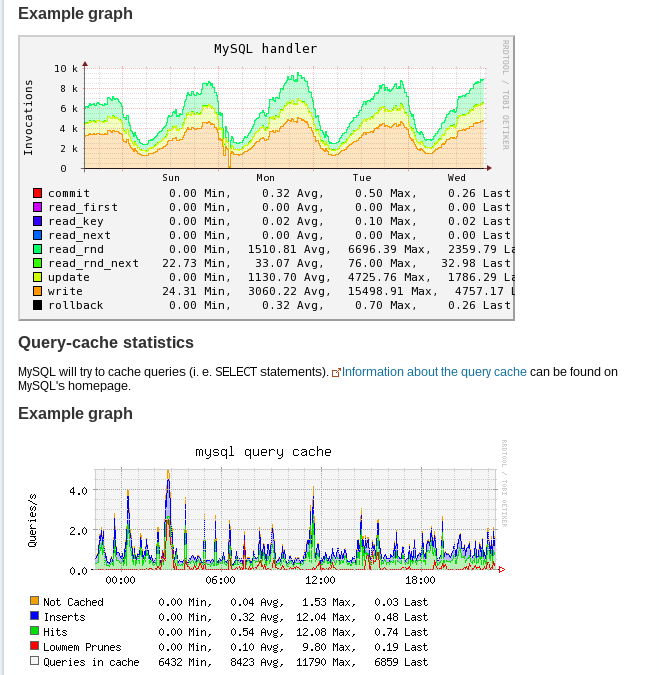 Example graph
MySQL handler
RRDTOOL / TOBI OETIKER
Invocations
10 k
8 k
6 k
4 k
2 k
0
Sun Mon Tue Wed
commit 0.00 Min, 0.32 Avg, 0.50 Max, 0.26 Last
read_first 0.00 Min, 0.00 Avg, 0.00 Max, 0.00 Last
read_key 0.00 Min, 0.02 Avg, 0.10 Max, 0.02 Last
read_next 0.00 Min, 0.00 Avg, 0.00 Max, 0.00 Last
read_rnd 0.00 Min, 1510.81 Avg, 6696.39 Max, 2359.79 La
read_rnd_next 22.73 Min, 33.07 Avg, 76.00 Max, 32.98 Last
update 0.00 Min, 1130.70 Avg, 4725.76 Max, 1786.29 La
write 24.31 Min, 3060.22 Avg, 15498.91 Max, 4757.17 L
rollback 0.00 Min, 0.32 Avg, 0.70 Max, 0.26 Last
Query-cache statistics
MySQL will try to cache queries (i. e. SELECT statements). Information about the query cache can be found on
MySQL's homepage.
Example graph
mysql query cache
RRDTOOL / TOBI OETIKER
Queries/s
4.0
2.0
0.0
00:00 06:00 12:00 18:00
Not Cached 0.00 Min, 0.04 Avg, 1.53 Max, 0.03 Last
Inserts 0.00 Min, 0.32 Avg, 12.04 Max, 0.48 Last
Hits 0.00 Min, 0.54 Avg, 12.08 Max, 0.74 Last
Lowmem Prunes 0.00 Min, 0.10 Avg, 9.80 Max, 0.19 Last
Queries in cache 6432 Min, 8423 Avg, 11790 Max, 6859 Last